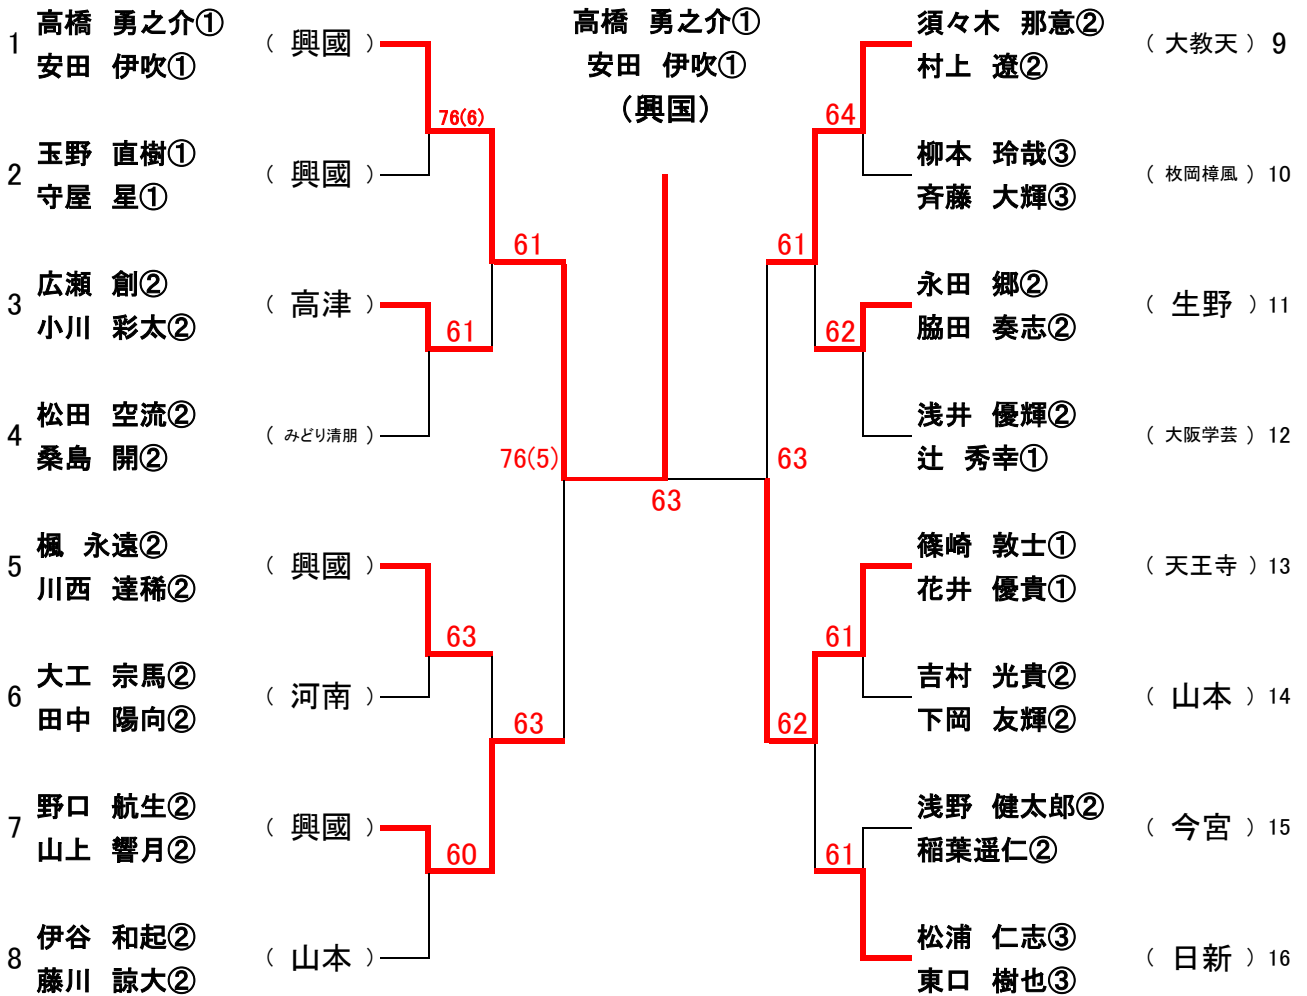 高橋 勇之介①
安田 伊吹①
（興国）
1 高橋 勇之介① （ 興國 ）
安田 伊吹①
76(6)
2 玉野 直樹① （ 興國 ）
守屋 星①
61
3 広瀬 創② （ 高津 ）
小川 彩太②
61
4 松田 空流② （ みどり清朋 ）
桑島 開②
76(5)
5 楓 永遠② （ 興國 ）
川西 達稀②
63
6 大工 宗馬② （ 河南 ）
田中 陽向②
63
7 野口 航生② （ 興國 ）
山上 響月②
60
8 伊谷 和起② （ 山本 ）
藤川 諒大②
63
須々木 那意② （ 大教天 ） 9
村上 遼②
64
柳本 玲哉③ （ 枚岡樟風 ） 10
斉藤 大輝③
61
永田 郷② （ 生野 ） 11
脇田 奏志②
62
浅井 優輝② （ 大阪学芸 ） 12
辻 秀幸①
63
篠崎 敦士① （ 天王寺 ） 13
花井 優貴①
61
吉村 光貴② （ 山本 ） 14
下岡 友輝②
62
浅野 健太郎② （ 今宮 ） 15
稲葉遥仁②
61
松浦 仁志③ （ 日新 ） 16
東口 樹也③